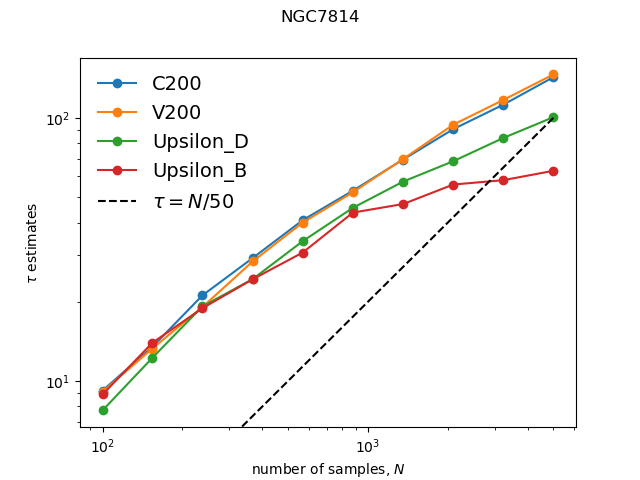 NGC7814
C200
V200
Upsilon_D
Upsilon_B
τ = N/50
τ estimates
10²
10¹
10²
10³
number of samples, N